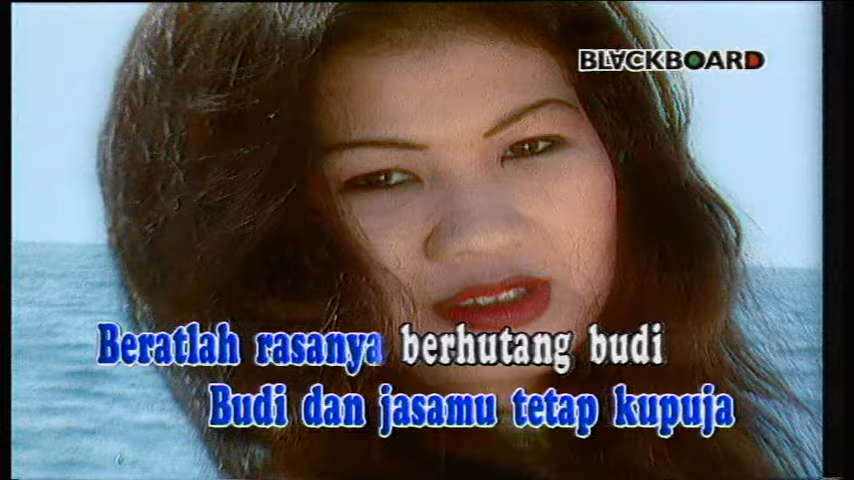 BLACKBOARD
Beratlah rasanya berhutang budi
Budi dan jasamu tetap kupuja